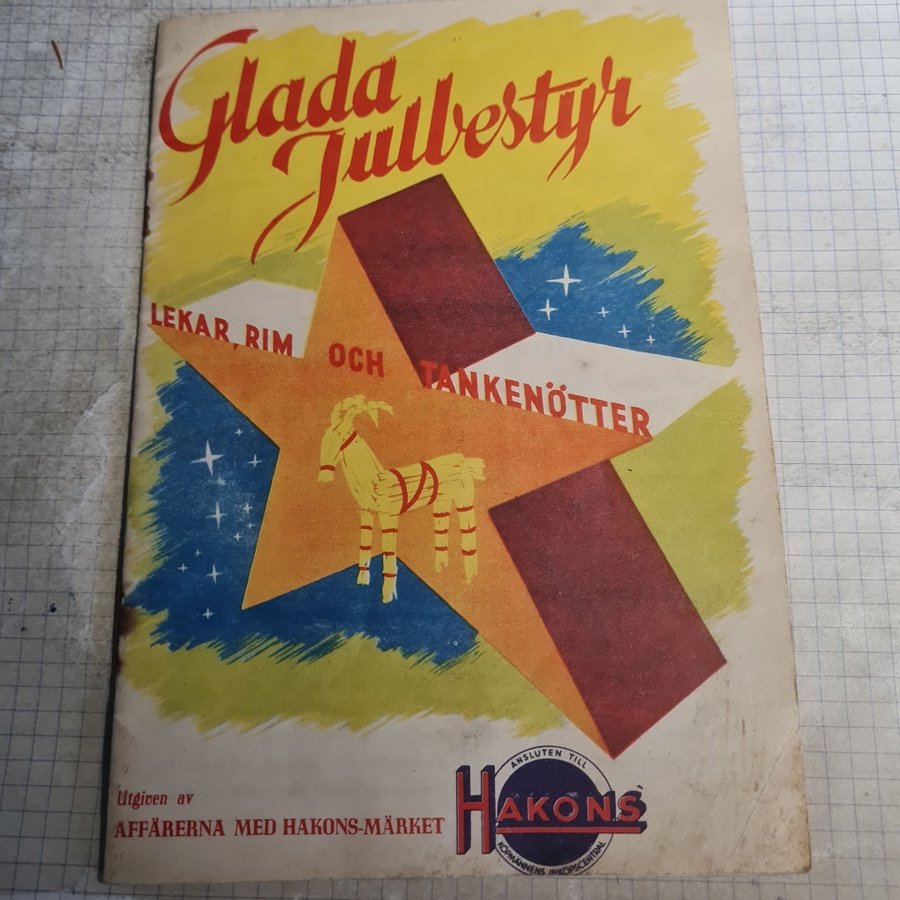 Glada
Julbestyr
LEKAR, RIM OCH TANKENÖTTER
Utgiven av
AFFÄRERNA MED HAKONS-MÄRKET
ANSLUTEN TILL
HAKONS
KÖPMÄNNENS INKÖPSCENTRAL